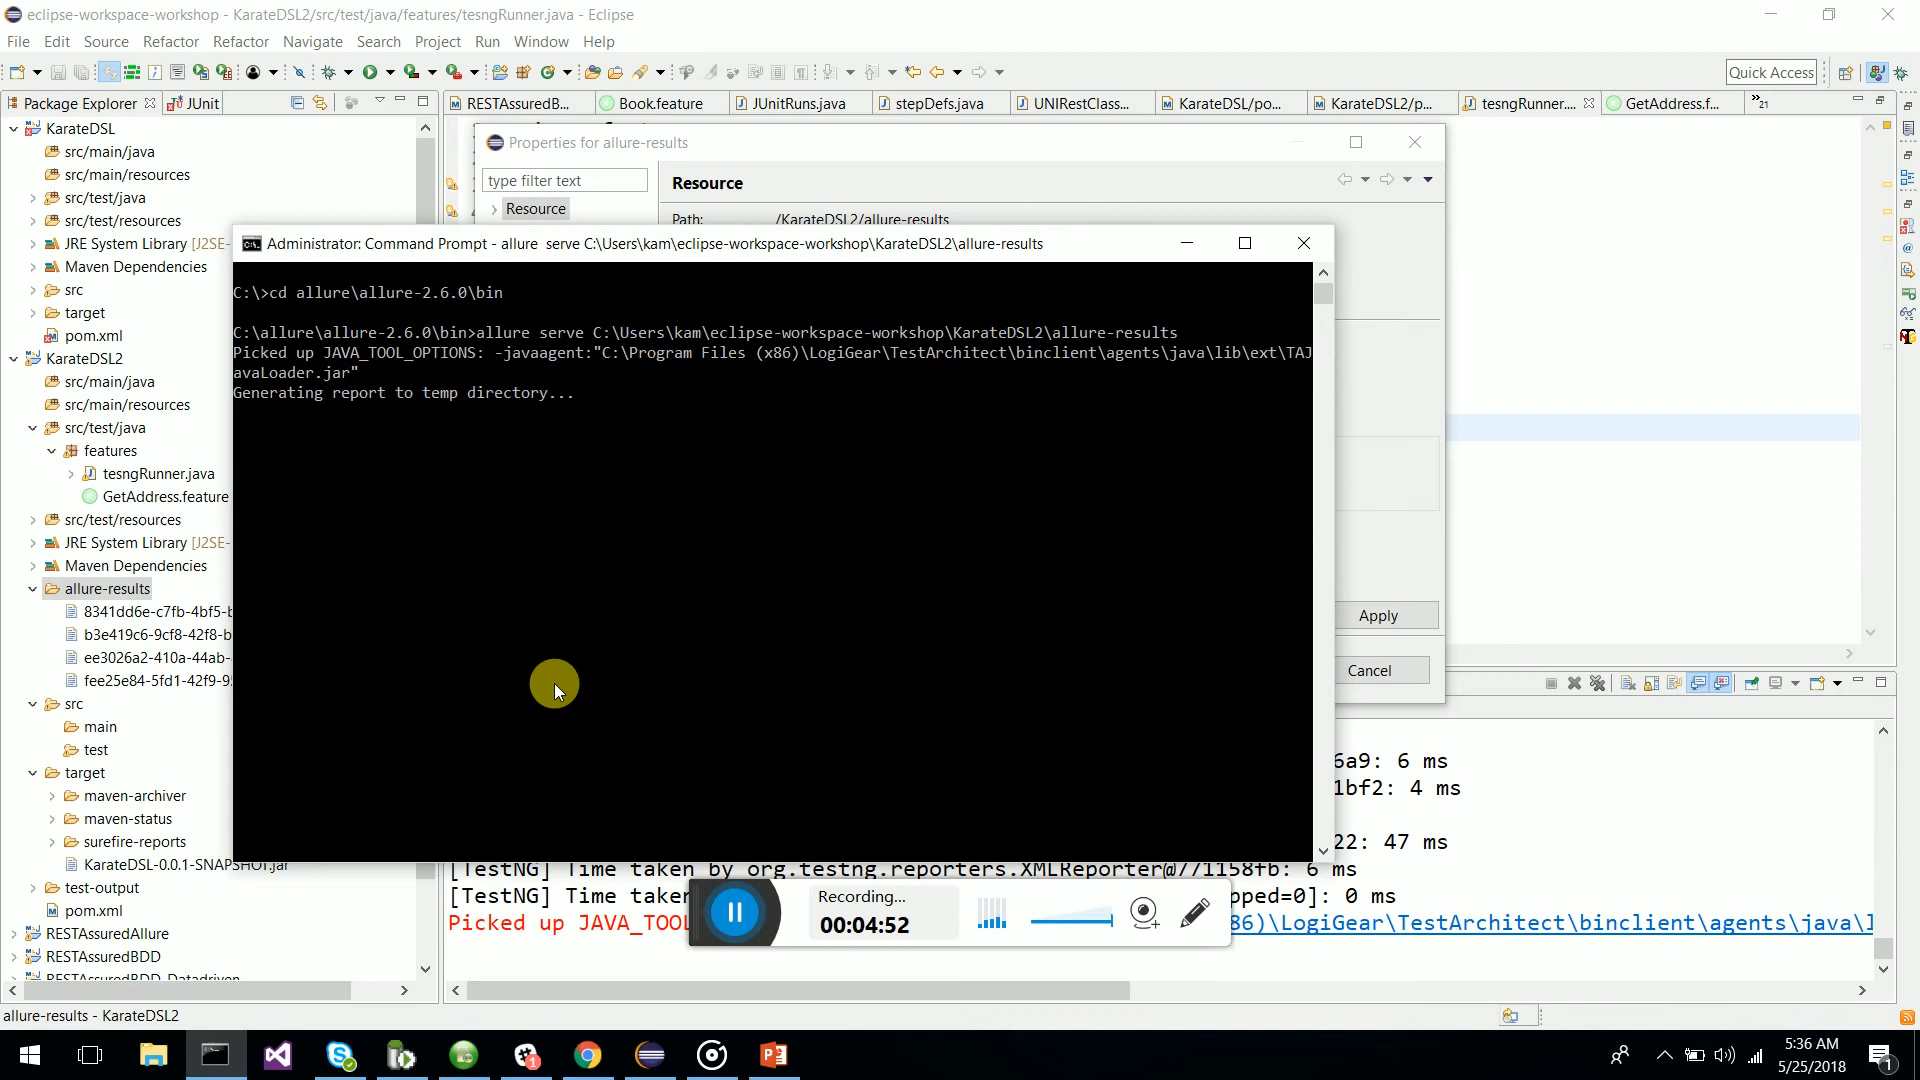 eclipse-workspace-workshop - KarateDSL2/src/test/java/features/tesngRunner.java - Eclipse
File Edit Source Refactor Refactor Navigate Search Project Run Window Help
Quick Access
Package Explorer JUnit
RESTAssuredB... Book.feature JUnitRuns.java stepDefs.java UNIRestClass... KarateDSL/po... KarateDSL2/p... tesngRunner.... GetAddress.f... »21
KarateDSL
src/main/java
src/main/resources
src/test/java
src/test/resources
JRE System Library [J2SE-
Maven Dependencies
src
target
pom.xml
KarateDSL2
src/main/java
src/main/resources
src/test/java
features
tesngRunner.java
GetAddress.feature
src/test/resources
JRE System Library [J2SE-
Maven Dependencies
allure-results
8341dd6e-c7fb-4bf5-b
b3e419c6-9cf8-42f8-b
ee3026a2-410a-44ab-
fee25e84-5fd1-42f9-9
src
main
test
target
maven-archiver
maven-status
surefire-reports
KarateDSL-0.0.1-SNAPSHOT.jar
test-output
pom.xml
RESTAssuredAllure
RESTAssuredBDD
RESTAssuredBDD_Datadriven
Properties for allure-results
type filter text
Resource
Resource
Path: /KarateDSL2/allure-results
Apply
Cancel
Administrator: Command Prompt - allure serve C:\Users\kam\eclipse-workspace-workshop\KarateDSL2\allure-results
C:\>cd allure\allure-2.6.0\bin
C:\allure\allure-2.6.0\bin>allure serve C:\Users\kam\eclipse-workspace-workshop\KarateDSL2\allure-results
Picked up JAVA_TOOL_OPTIONS: -javaagent:"C:\Program Files (x86)\LogiGear\TestArchitect\binclient\agents\java\lib\ext\TAJ
avaLoader.jar"
Generating report to temp directory...
6a9: 6 ms
1bf2: 4 ms
22: 47 ms
[TestNG] Time taken by org.testng.reporters.XMLReporter@771158fb: 6 ms
[TestNG] Time taken pped=0]: 0 ms
Picked up JAVA_TOOL 86)\LogiGear\TestArchitect\binclient\agents\java\l
Recording...
00:04:52
allure-results - KarateDSL2
5:36 AM
5/25/2018
1
1